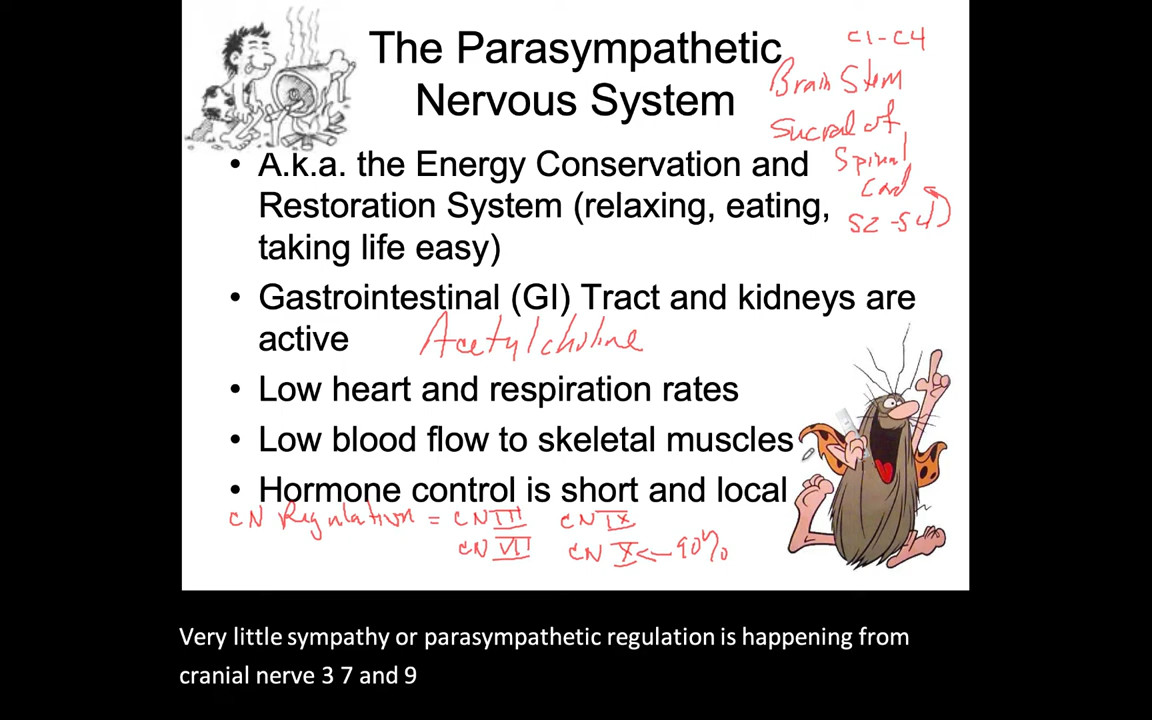 The Parasympathetic
Nervous System
C1-C4
Brain Stem
Sucral of
Spinal
Cord
S2-S4)
• A.k.a. the Energy Conservation and
Restoration System (relaxing, eating,
taking life easy)
• Gastrointestinal (GI) Tract and kidneys are
active
Acetylcholine
• Low heart and respiration rates
• Low blood flow to skeletal muscles
• Hormone control is short and local
CN Regulation = CN III CN IX
CN VII CN X <- 90%
Very little sympathy or parasympathetic regulation is happening from
cranial nerve 3 7 and 9